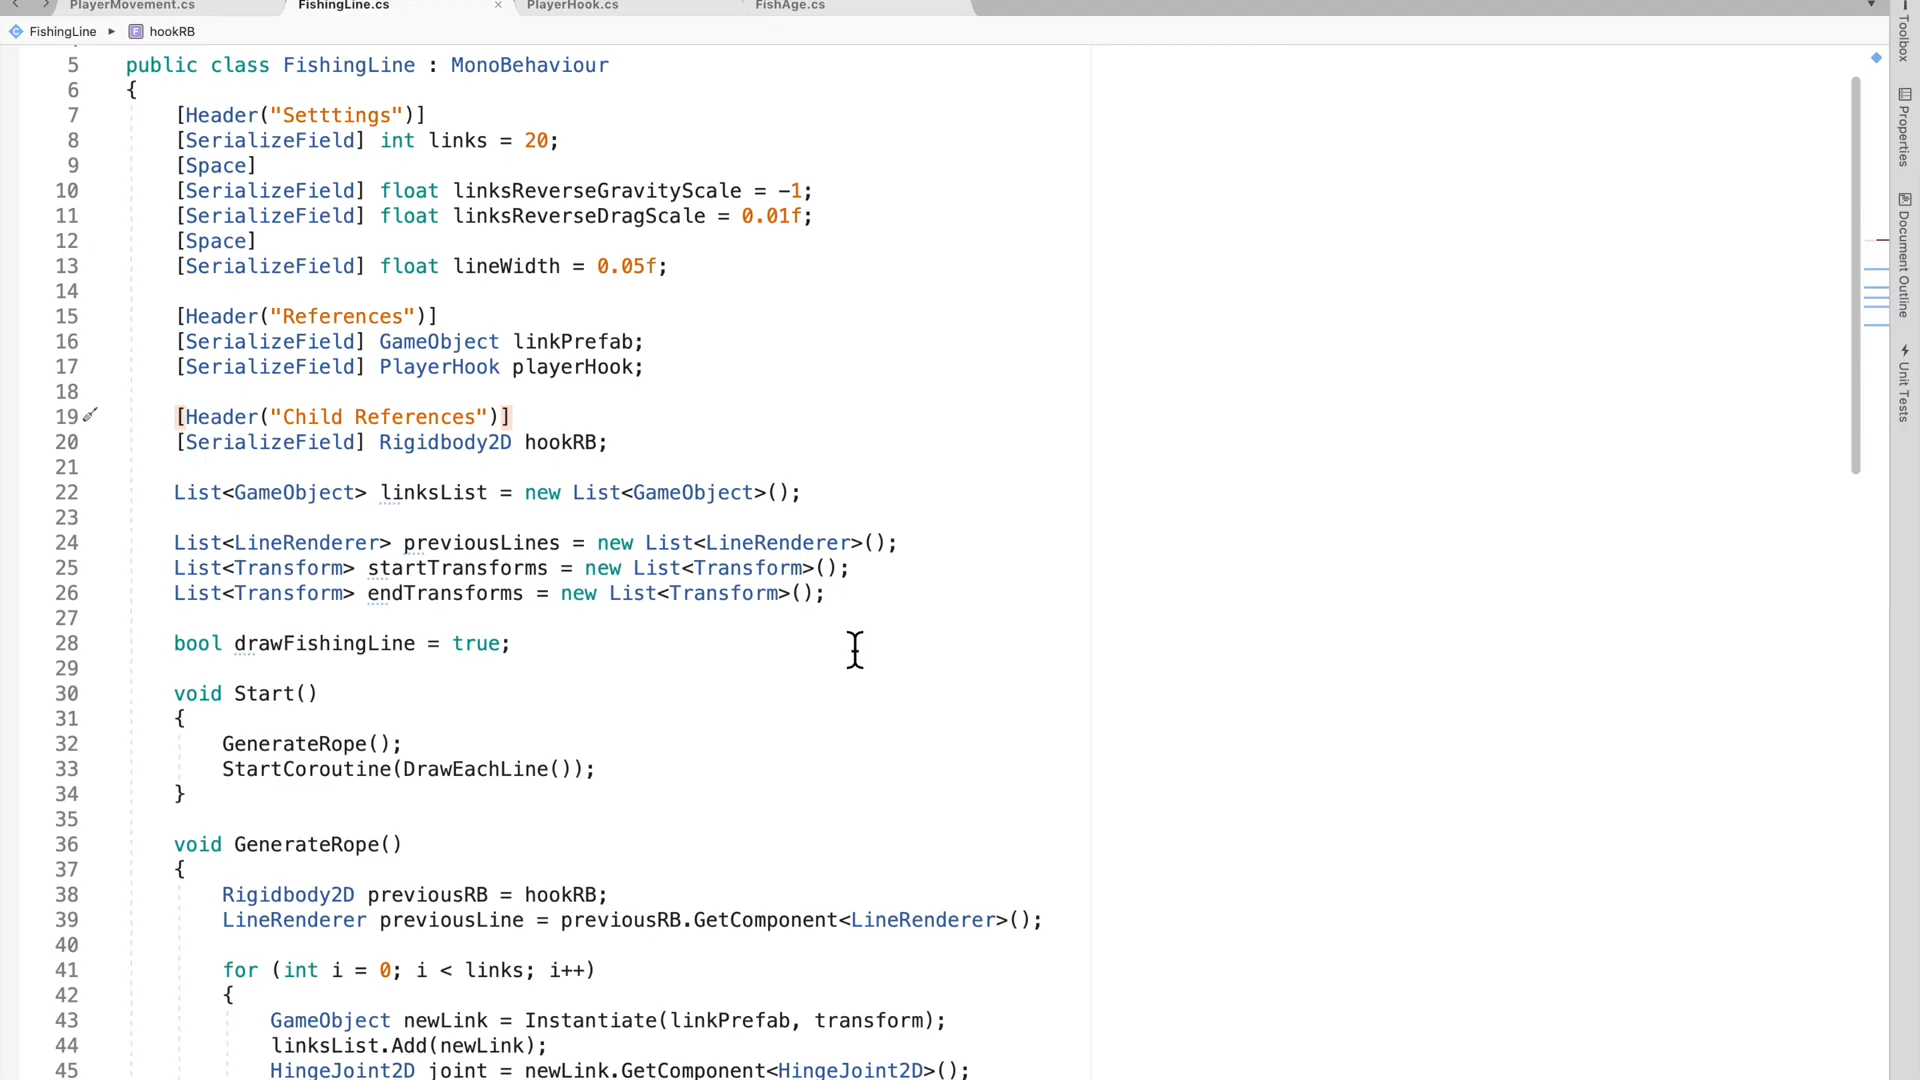 PlayerMovement.cs FishingLine.cs × PlayerHook.cs FishAge.cs
FishingLine ▸ hookRB
5 public class FishingLine : MonoBehaviour
6 {
7 [Header("Setttings")]
8 [SerializeField] int links = 20;
9 [Space]
10 [SerializeField] float linksReverseGravityScale = -1;
11 [SerializeField] float linksReverseDragScale = 0.01f;
12 [Space]
13 [SerializeField] float lineWidth = 0.05f;
14
15 [Header("References")]
16 [SerializeField] GameObject linkPrefab;
17 [SerializeField] PlayerHook playerHook;
18
19 [Header("Child References")]
20 [SerializeField] Rigidbody2D hookRB;
21
22 List<GameObject> linksList = new List<GameObject>();
23
24 List<LineRenderer> previousLines = new List<LineRenderer>();
25 List<Transform> startTransforms = new List<Transform>();
26 List<Transform> endTransforms = new List<Transform>();
27
28 bool drawFishingLine = true;
29
30 void Start()
31 {
32 GenerateRope();
33 StartCoroutine(DrawEachLine());
34 }
35
36 void GenerateRope()
37 {
38 Rigidbody2D previousRB = hookRB;
39 LineRenderer previousLine = previousRB.GetComponent<LineRenderer>();
40
41 for (int i = 0; i < links; i++)
42 {
43 GameObject newLink = Instantiate(linkPrefab, transform);
44 linksList.Add(newLink);
45 HingeJoint2D joint = newLink.GetComponent<HingeJoint2D>();
Toolbox
Properties
Document Outline
Unit Tests